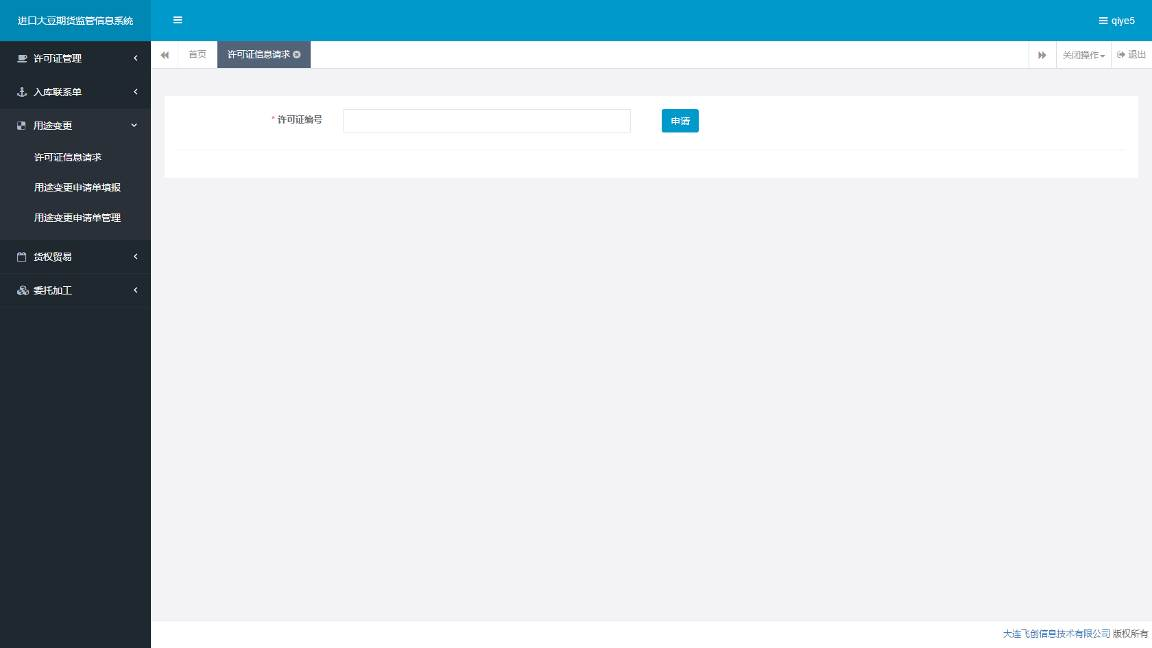 进口大豆期货监管信息系统
qiye5
许可证管理
入库联系单
用途变更
许可证信息请求
用途变更申请单填报
用途变更申请单管理
货权贸易
委托加工
首页
许可证信息请求
关闭操作
退出
* 许可证编号
申请
大连飞创信息技术有限公司 版权所有